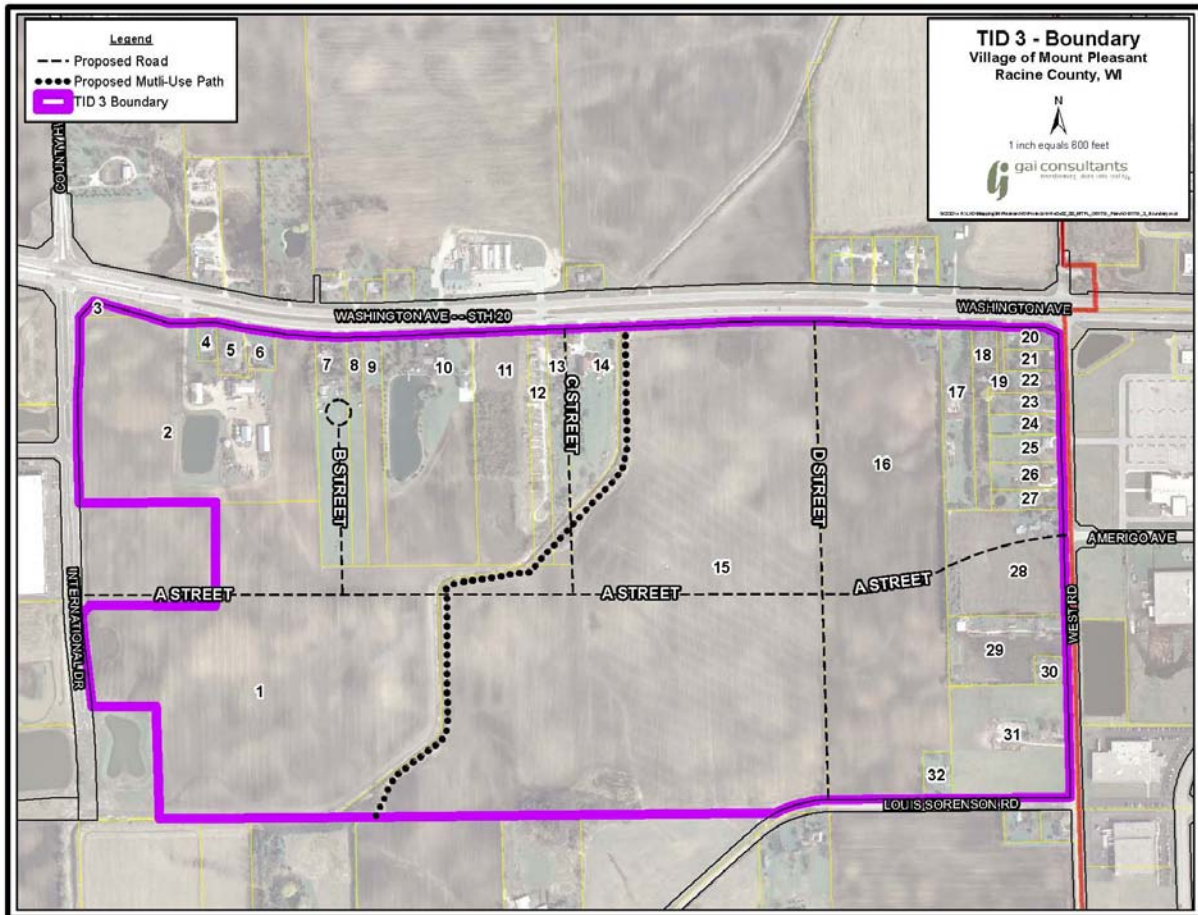 Legend
Proposed Road
Proposed Mutli-Use Path
TID 3 Boundary
TID 3 - Boundary
Village of Mount Pleasant
Racine County, WI
N
1 inch equals 600 feet
gai consultants
COUNTY
WASHINGTON AVE - - STH 20
WASHINGTON AVE
3
4
5
6
7
8
9
10
11
12
13
14
C STREET
20
21
22
23
24
25
26
27
17
18
19
2
B STREET
D STREET
16
15
28
AMERIGO AVE
A STREET
A STREET
A STREET
INTERNATIONAL DR
WEST RD
1
29
30
31
32
LOUIS SORENSON RD